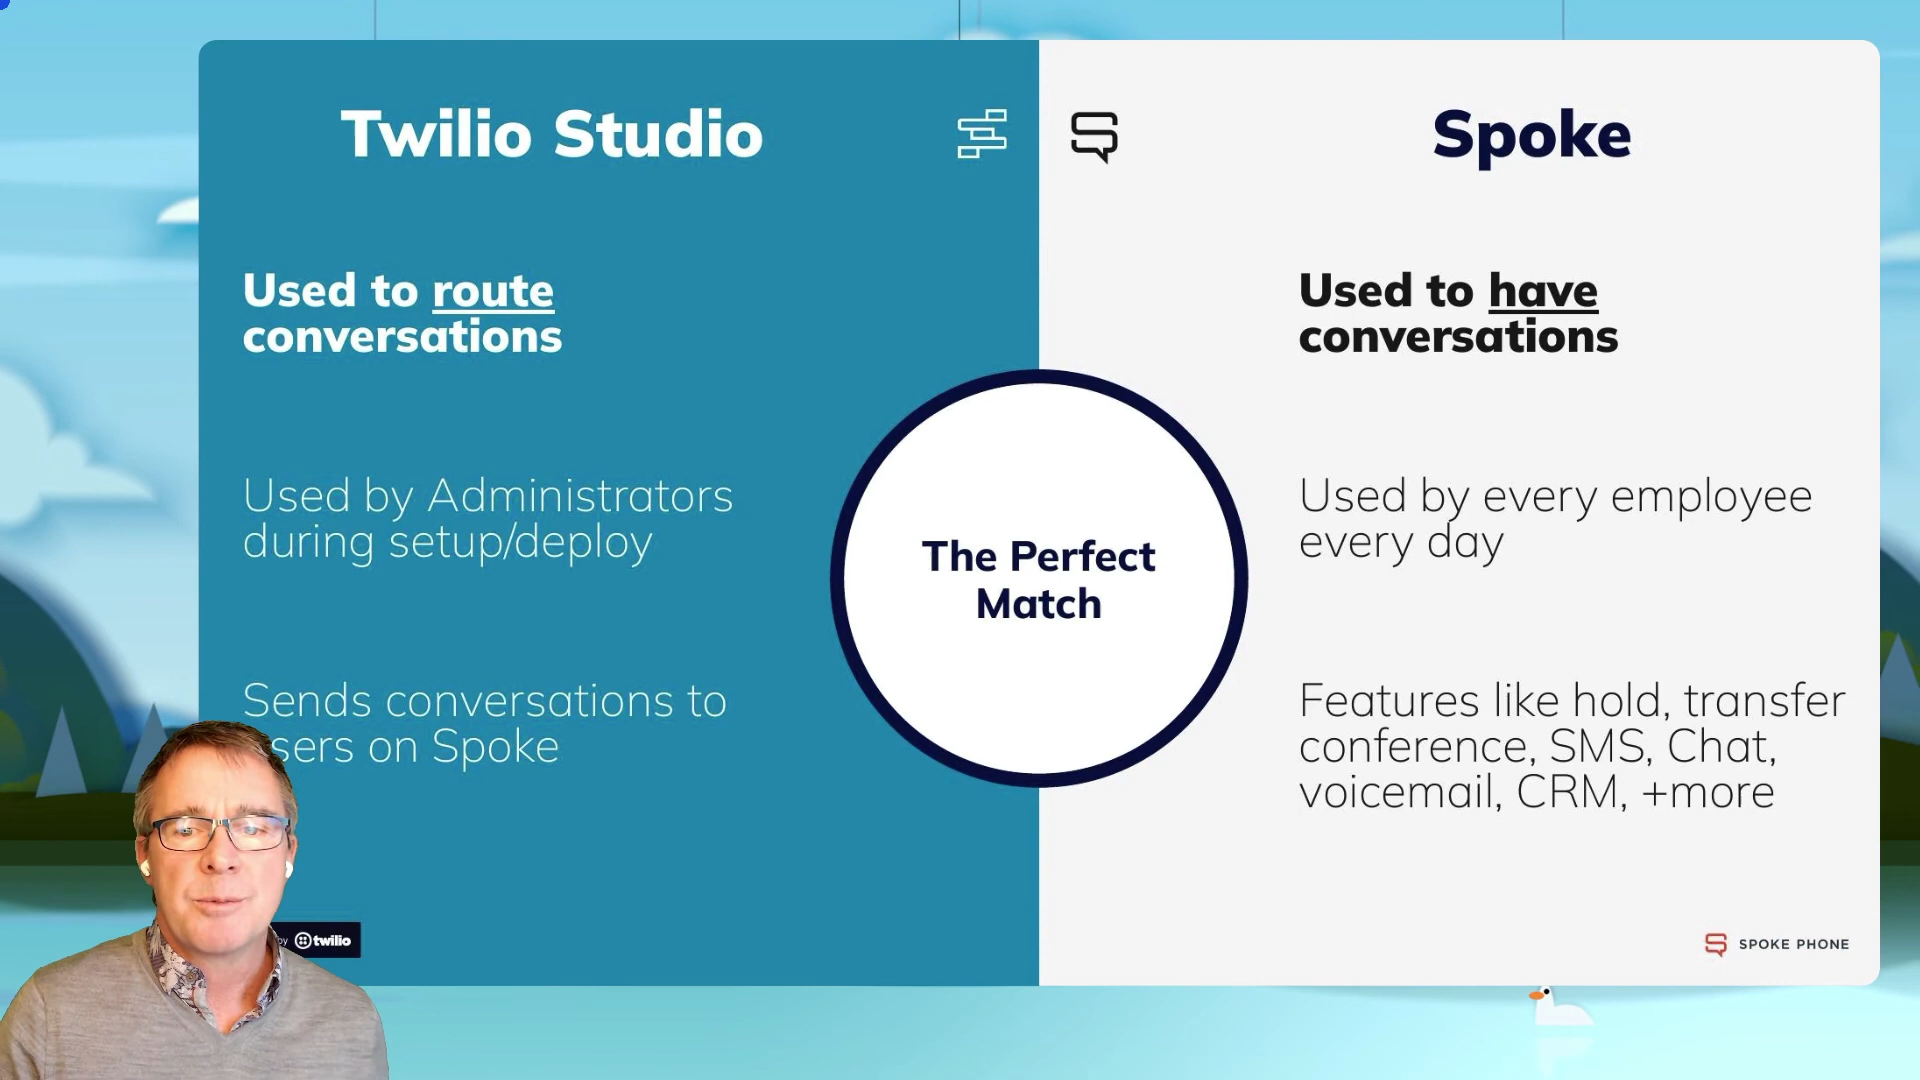 Twilio Studio
Used to route
conversations
Used by Administrators
during setup/deploy
Sends conversations to
on Spoke
by twilio
The Perfect
Match
Spoke
Used to have
conversations
Used by every employee
every day
Features like hold, transfer
conference, SMS, Chat,
voicemail, CRM, +more
SPOKE PHONE